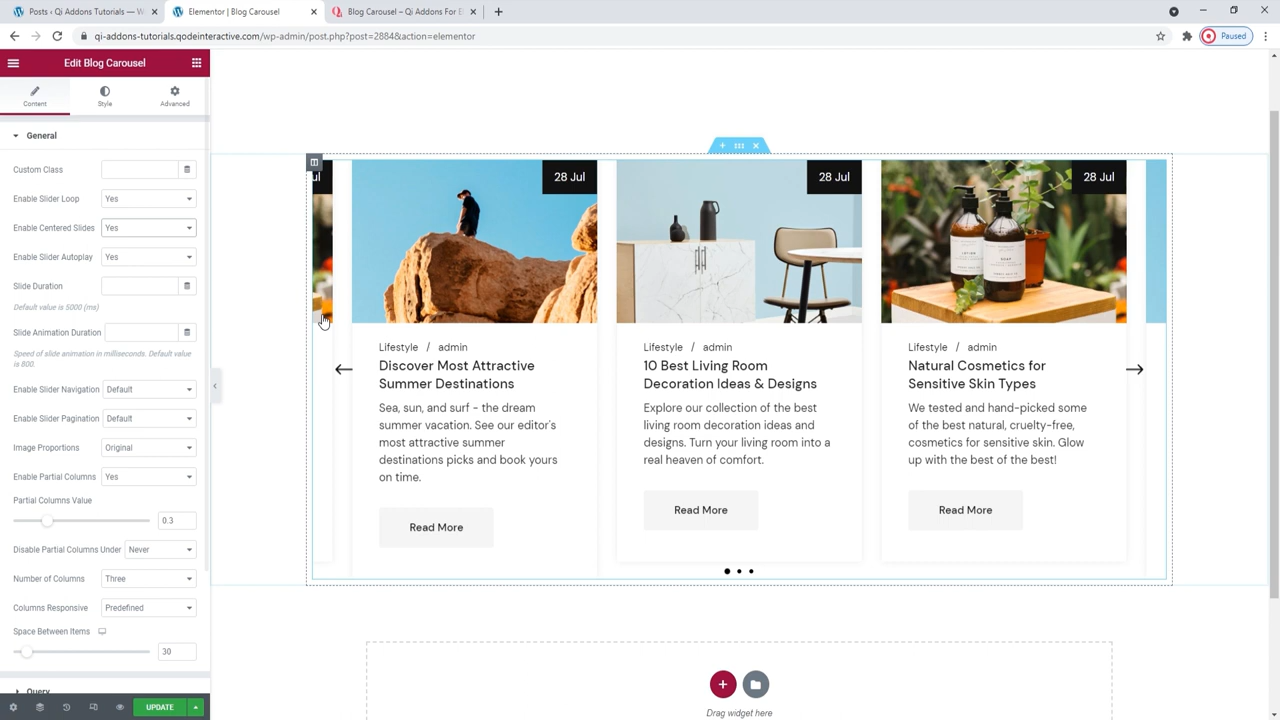 Posts ‹ Qi Addons Tutorials — W
Elementor | Blog Carousel
Blog Carousel – Qi Addons For E
qi-addons-tutorials.qodeinteractive.com/wp-admin/post.php?post=2884&action=elementor
Paused
Edit Blog Carousel
Content
Style
Advanced
General
Custom Class
Enable Slider Loop
Yes
Enable Centered Slides
Yes
Enable Slider Autoplay
Yes
Slide Duration
Default value is 5000 (ms)
Slide Animation Duration
Speed of slide animation in milliseconds. Default value
is 800.
Enable Slider Navigation
Default
Enable Slider Pagination
Default
Image Proportions
Original
Enable Partial Columns
Yes
Partial Columns Value
0.3
Disable Partial Columns Under
Never
Number of Columns
Three
Columns Responsive
Predefined
Space Between Items
30
Query
UPDATE
ul
28 Jul
Lifestyle / admin
Discover Most Attractive
Summer Destinations
Sea, sun, and surf – the dream
summer vacation. See our editor's
most attractive summer
destinations picks and book yours
on time.
Read More
28 Jul
Lifestyle / admin
10 Best Living Room
Decoration Ideas & Designs
Explore our collection of the best
living room decoration ideas and
designs. Turn your living room into a
real heaven of comfort.
Read More
28 Jul
LOTION
SOAP
Lifestyle / admin
Natural Cosmetics for
Sensitive Skin Types
We tested and hand-picked some
of the best natural, cruelty-free,
cosmetics for sensitive skin. Glow
up with the best of the best!
Read More
Drag widget here